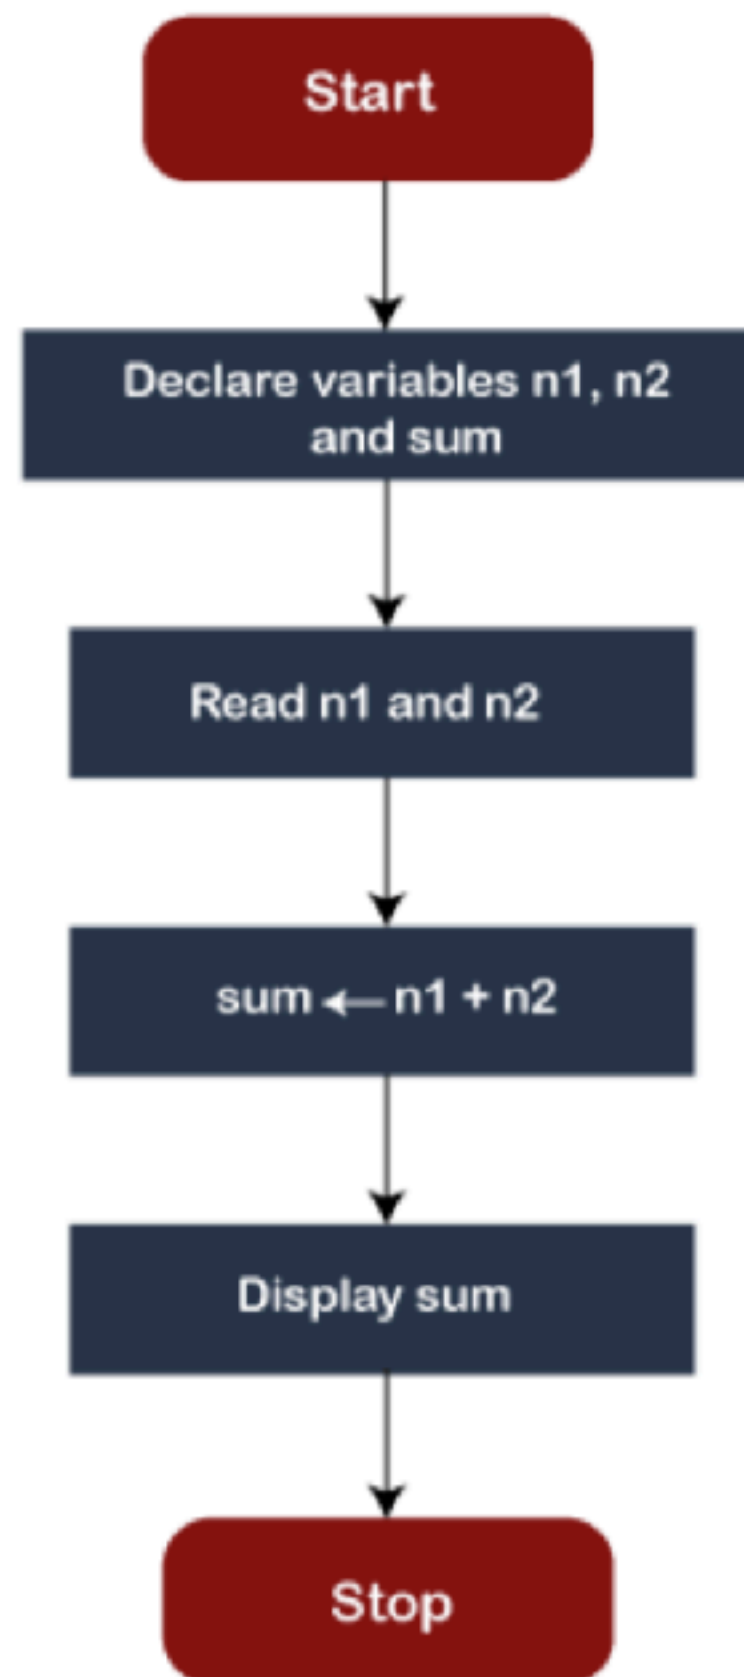 Start
Declare variables n1, n2
and sum
Read n1 and n2
sum ← n1 + n2
Display sum
Stop